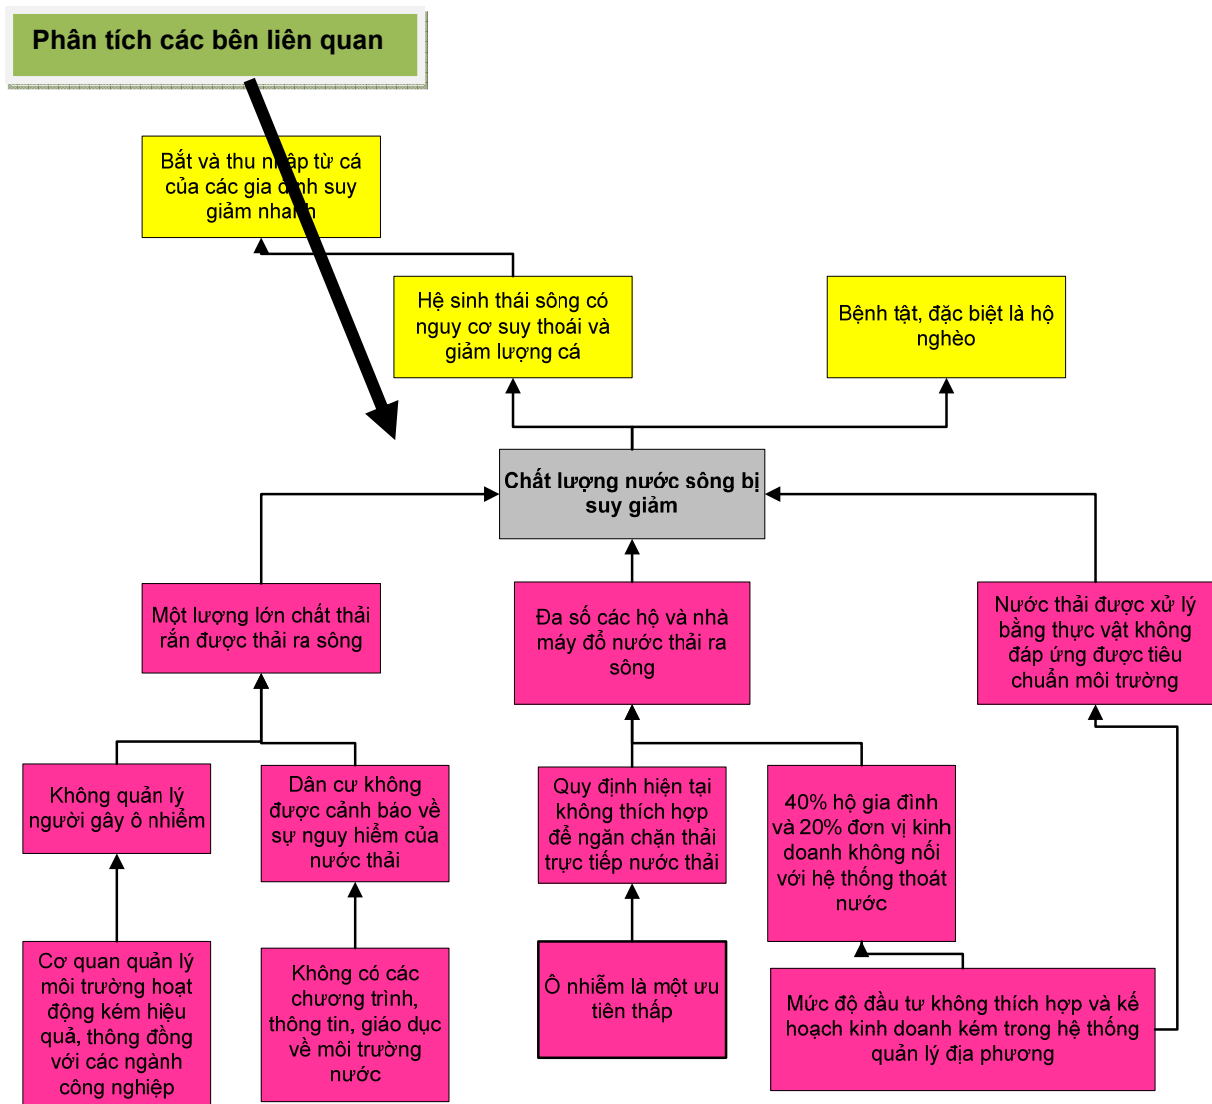 Phân tích các bên liên quan
Bắt và thu nhập từ cá
của các gia đình suy
giảm nhanh
Hệ sinh thái sông có
nguy cơ suy thoái và
giảm lượng cá
Bệnh tật, đặc biệt là hộ
nghèo
Chất lượng nước sông bị
suy giảm
Một lượng lớn chất thải
rắn được thải ra sông
Đa số các hộ và nhà
máy đổ nước thải ra
sông
Nước thải được xử lý
bằng thực vật không
đáp ứng được tiêu
chuẩn môi trường
Không quản lý
người gây ô nhiễm
Dân cư không
được cảnh báo về
sự nguy hiểm của
nước thải
Quy định hiện tại
không thích hợp
để ngăn chặn thải
trực tiếp nước thải
40% hộ gia đình
và 20% đơn vị kinh
doanh không nối
với hệ thống thoát
nước
Cơ quan quản lý
môi trường hoạt
động kém hiệu
quả, thông đồng
với các ngành
công nghiệp
Không có các
chương trình,
thông tin, giáo dục
về môi trường
nước
Ô nhiễm là một ưu
tiên thấp
Mức độ đầu tư không thích hợp và kế
hoạch kinh doanh kém trong hệ thống
quản lý địa phương